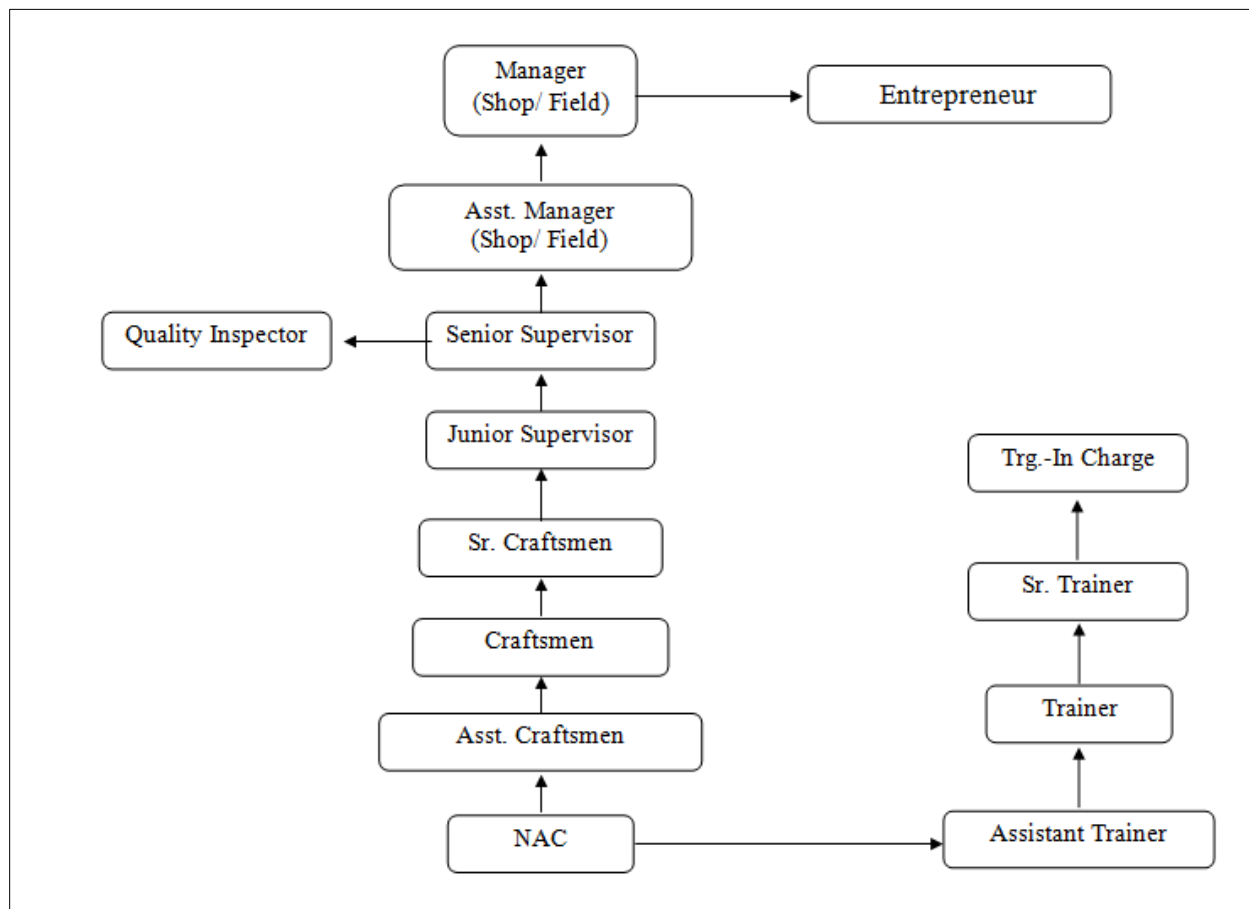 Manager
(Shop/ Field)
Entrepreneur
Asst. Manager
(Shop/ Field)
Quality Inspector
Senior Supervisor
Junior Supervisor
Trg.-In Charge
Sr. Craftsmen
Sr. Trainer
Craftsmen
Trainer
Asst. Craftsmen
NAC
Assistant Trainer